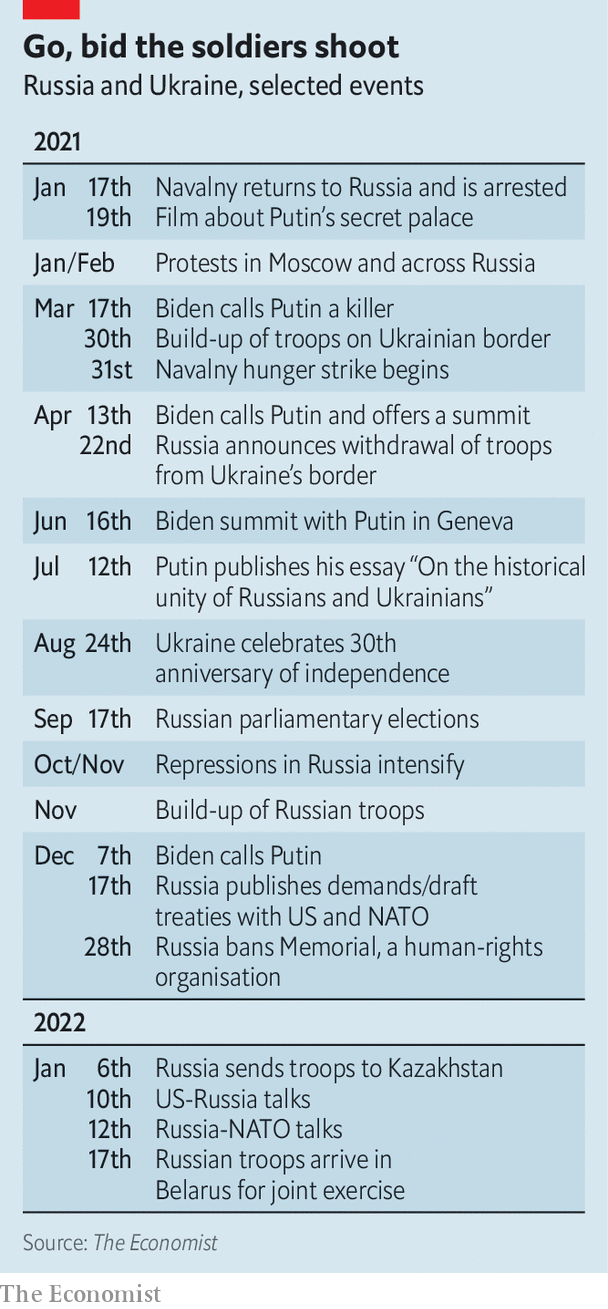 Go, bid the soldiers shoot
Russia and Ukraine, selected events
2021
Jan 17th Navalny returns to Russia and is arrested
19th Film about Putin’s secret palace
Jan/Feb Protests in Moscow and across Russia
Mar 17th Biden calls Putin a killer
30th Build-up of troops on Ukrainian border
31st Navalny hunger strike begins
Apr 13th Biden calls Putin and offers a summit
22nd Russia announces withdrawal of troops
from Ukraine’s border
Jun 16th Biden summit with Putin in Geneva
Jul 12th Putin publishes his essay “On the historical
unity of Russians and Ukrainians”
Aug 24th Ukraine celebrates 30th
anniversary of independence
Sep 17th Russian parliamentary elections
Oct/Nov Repressions in Russia intensify
Nov Build-up of Russian troops
Dec 7th Biden calls Putin
17th Russia publishes demands/draft
treaties with US and NATO
28th Russia bans Memorial, a human-rights
organisation
2022
Jan 6th Russia sends troops to Kazakhstan
10th US-Russia talks
12th Russia-NATO talks
17th Russian troops arrive in
Belarus for joint exercise
Source: The Economist
The Economist